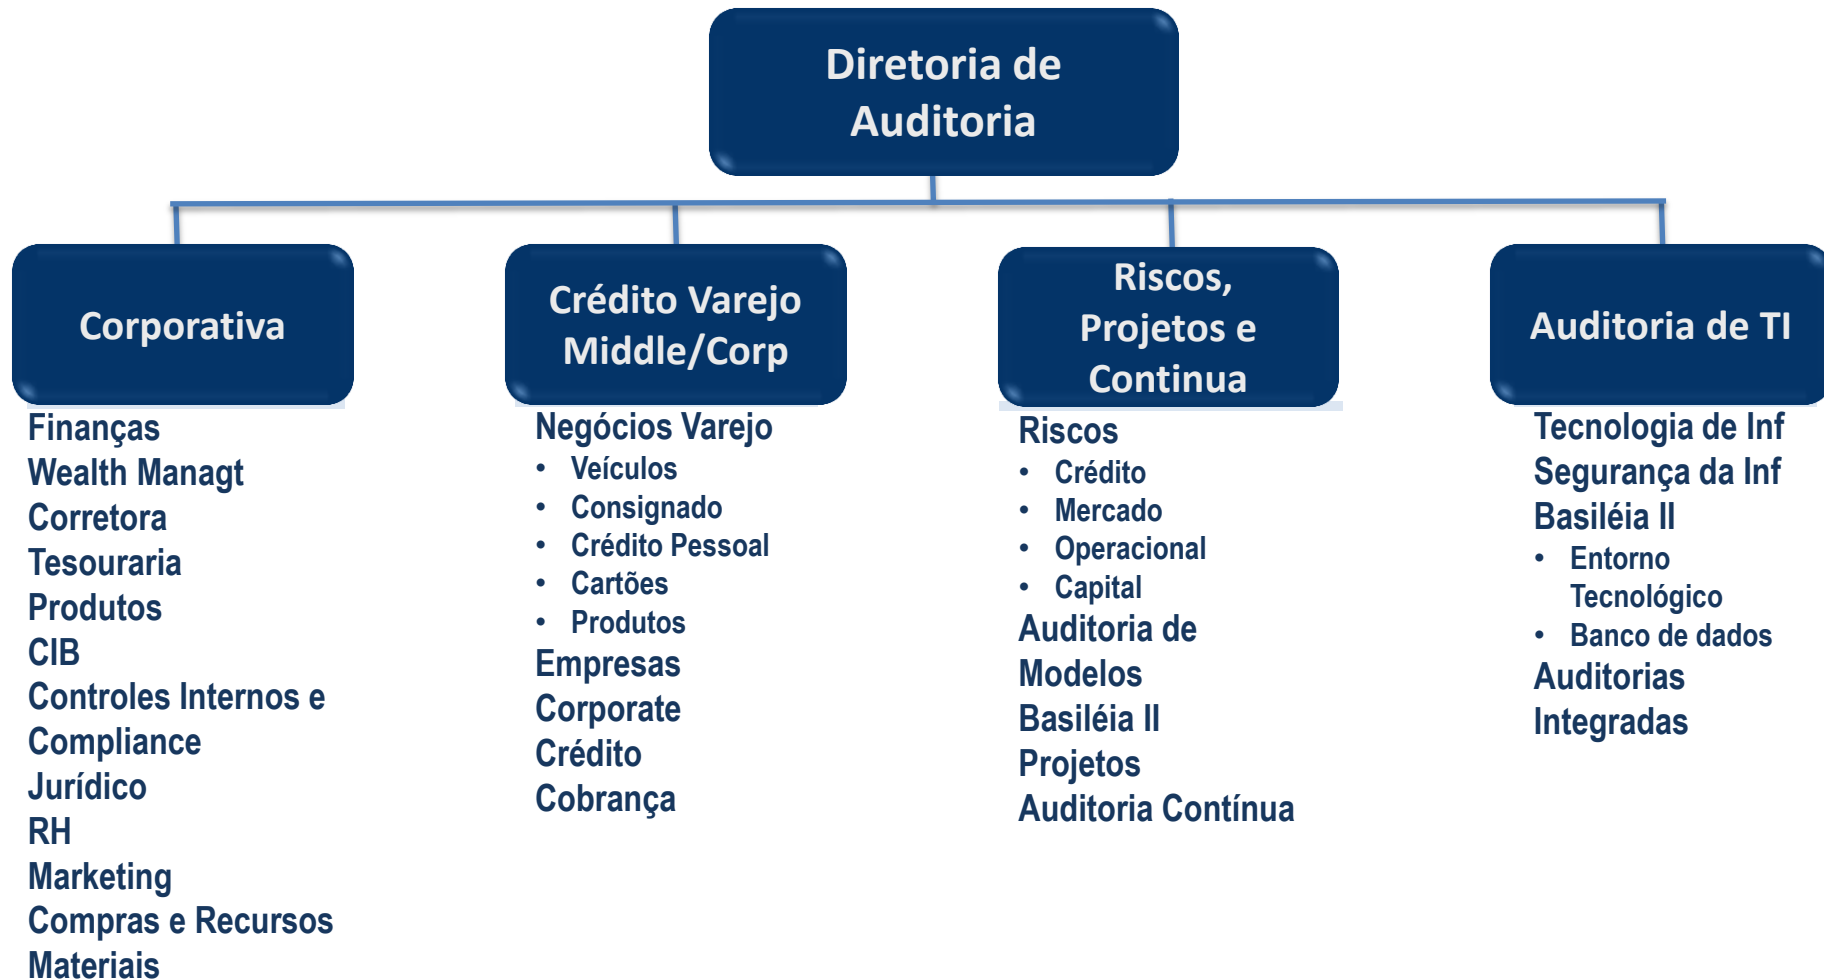 Diretoria de
Auditoria
Corporativa
Finanças
Wealth Managt
Corretora
Tesouraria
Produtos
CIB
Controles Internos e
Compliance
Jurídico
RH
Marketing
Compras e Recursos
Materiais
Crédito Varejo
Middle/Corp
Negócios Varejo
• Veículos
• Consignado
• Crédito Pessoal
• Cartões
• Produtos
Empresas
Corporate
Crédito
Cobrança
Riscos,
Projetos e
Continua
Riscos
• Crédito
• Mercado
• Operacional
• Capital
Auditoria de
Modelos
Basiléia II
Projetos
Auditoria Contínua
Auditoria de TI
Tecnologia de Inf
Segurança da Inf
Basiléia II
• Entorno
Tecnológico
• Banco de dados
Auditorias
Integradas